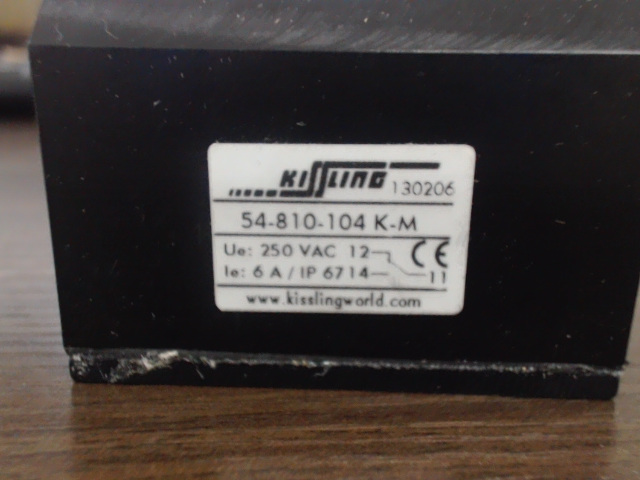 KISSLING 130206
54-810-104 K-M
Ue: 250 VAC 12 CE
Ie: 6 A / IP 67 14 11
www.kisslingworld.com